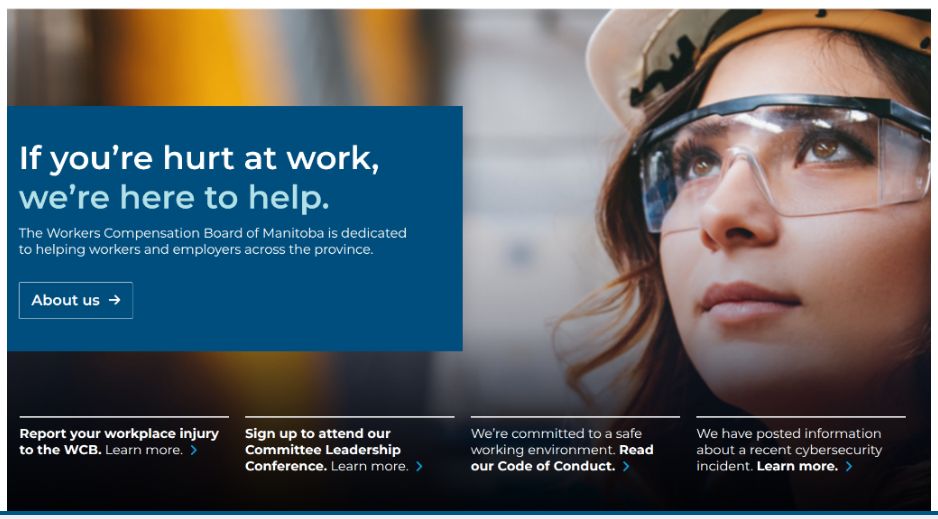 If you're hurt at work,
we're here to help.
The Workers Compensation Board of Manitoba is dedicated
to helping workers and employers across the province.
About us →
Report your workplace injury
to the WCB. Learn more. >
Sign up to attend our
Committee Leadership
Conference. Learn more. >
We're committed to a safe
working environment. Read
our Code of Conduct. >
We have posted information
about a recent cybersecurity
incident. Learn more. >